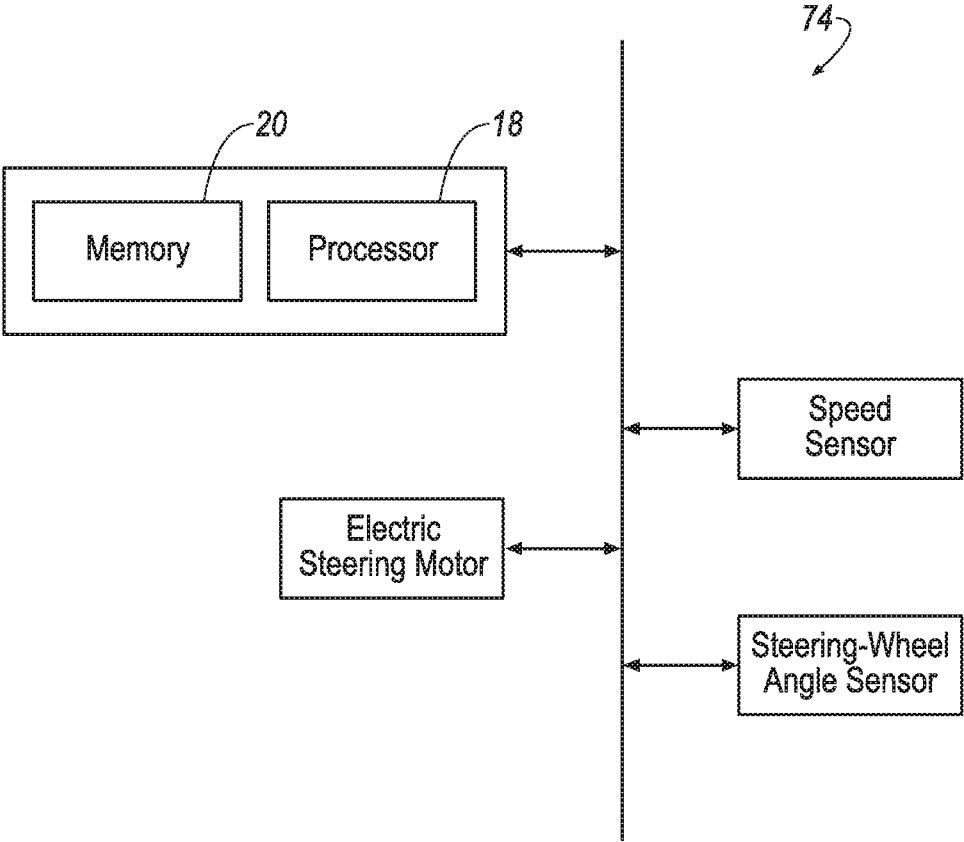 74
20
18
Memory
Processor
Speed
Sensor
Electric
Steering Motor
Steering-Wheel
Angle Sensor